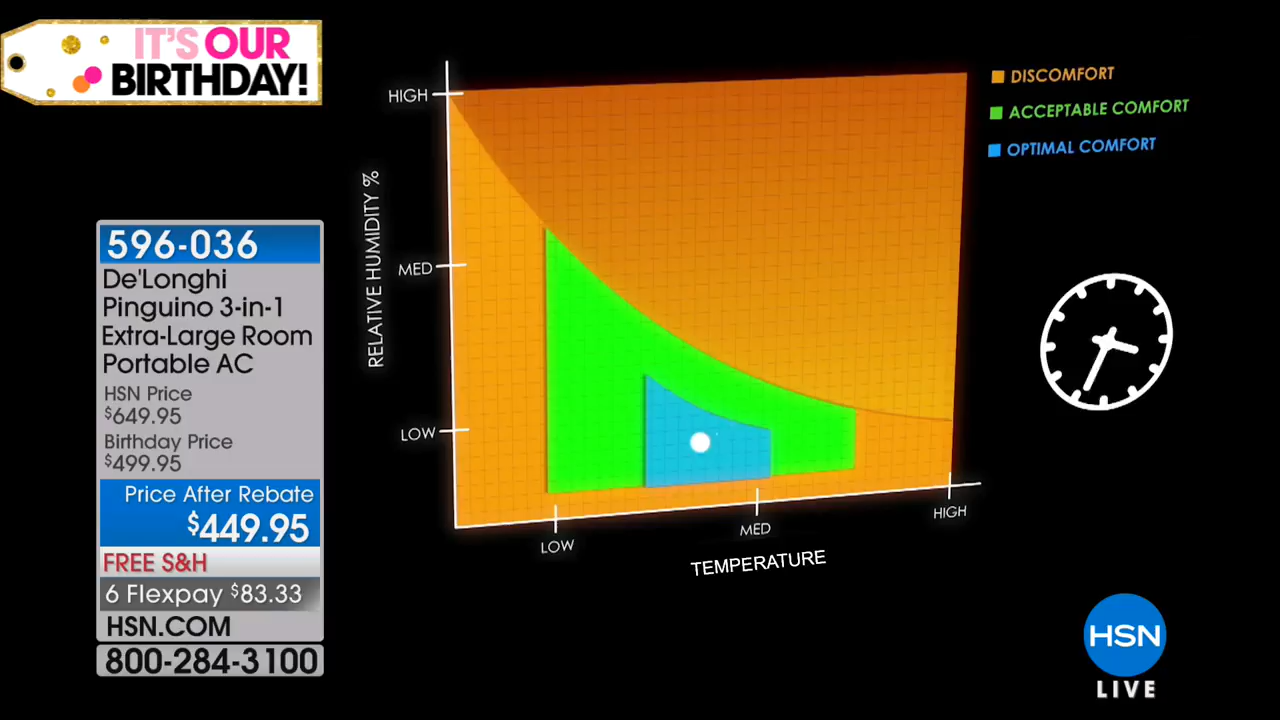 IT'S OUR
BIRTHDAY!
596-036
De'Longhi
Pinguino 3-in-1
Extra-Large Room
Portable AC
HSN Price
$649.95
Birthday Price
$499.95
Price After Rebate
$449.95
FREE S&H
6 Flexpay $83.33
HSN.COM
800-284-3100
HIGH
MED
LOW
RELATIVE HUMIDITY %
LOW
MED
HIGH
TEMPERATURE
DISCOMFORT
ACCEPTABLE COMFORT
OPTIMAL COMFORT
HSN
LIVE